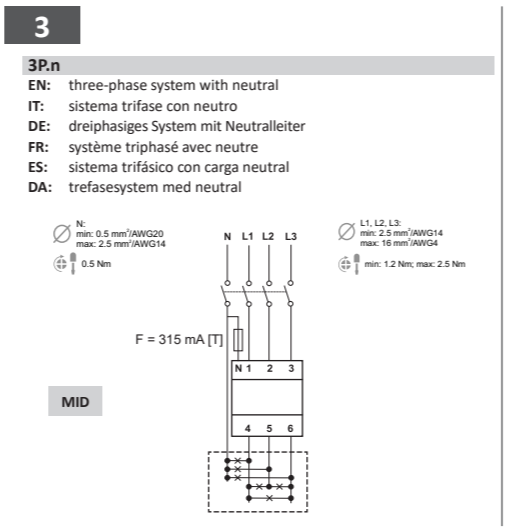 3
3P.n
EN: three-phase system with neutral
IT: sistema trifase con neutro
DE: dreiphasiges System mit Neutralleiter
FR: système triphasé avec neutre
ES: sistema trifásico con carga neutral
DA: trefasesystem med neutral
N:
min: 0.5 mm²/AWG20
max: 2.5 mm²/AWG14
0.5 Nm
N L1 L2 L3
L1, L2, L3:
min: 2.5 mm²/AWG14
max: 16 mm²/AWG4
min: 1.2 Nm; max: 2.5 Nm
F = 315 mA [T]
N 1 2 3
MID
4 5 6